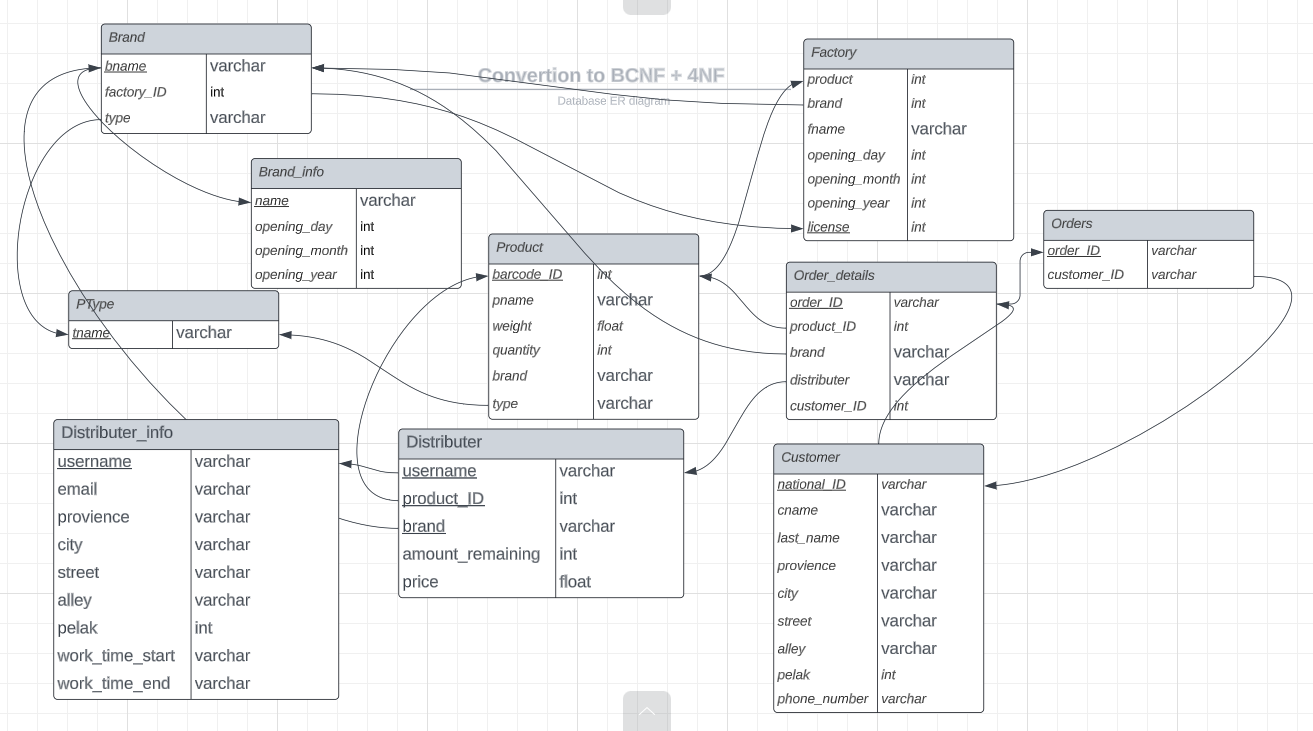 Convertion to BCNF + 4NF
Database ER diagram
Brand
bname varchar
factory_ID int
type varchar
Factory
product int
brand int
fname varchar
opening_day int
opening_month int
opening_year int
license int
Brand_info
name varchar
opening_day int
opening_month int
opening_year int
Orders
order_ID varchar
customer_ID varchar
Product
barcode_ID int
pname varchar
weight float
quantity int
brand varchar
type varchar
Order_details
order_ID varchar
product_ID int
brand varchar
distributer varchar
customer_ID int
PType
tname varchar
Distributer_info
username varchar
email varchar
provience varchar
city varchar
street varchar
alley varchar
pelak int
work_time_start varchar
work_time_end varchar
Distributer
username varchar
product_ID int
brand varchar
amount_remaining int
price float
Customer
national_ID varchar
cname varchar
last_name varchar
provience varchar
city varchar
street varchar
alley varchar
pelak int
phone_number varchar